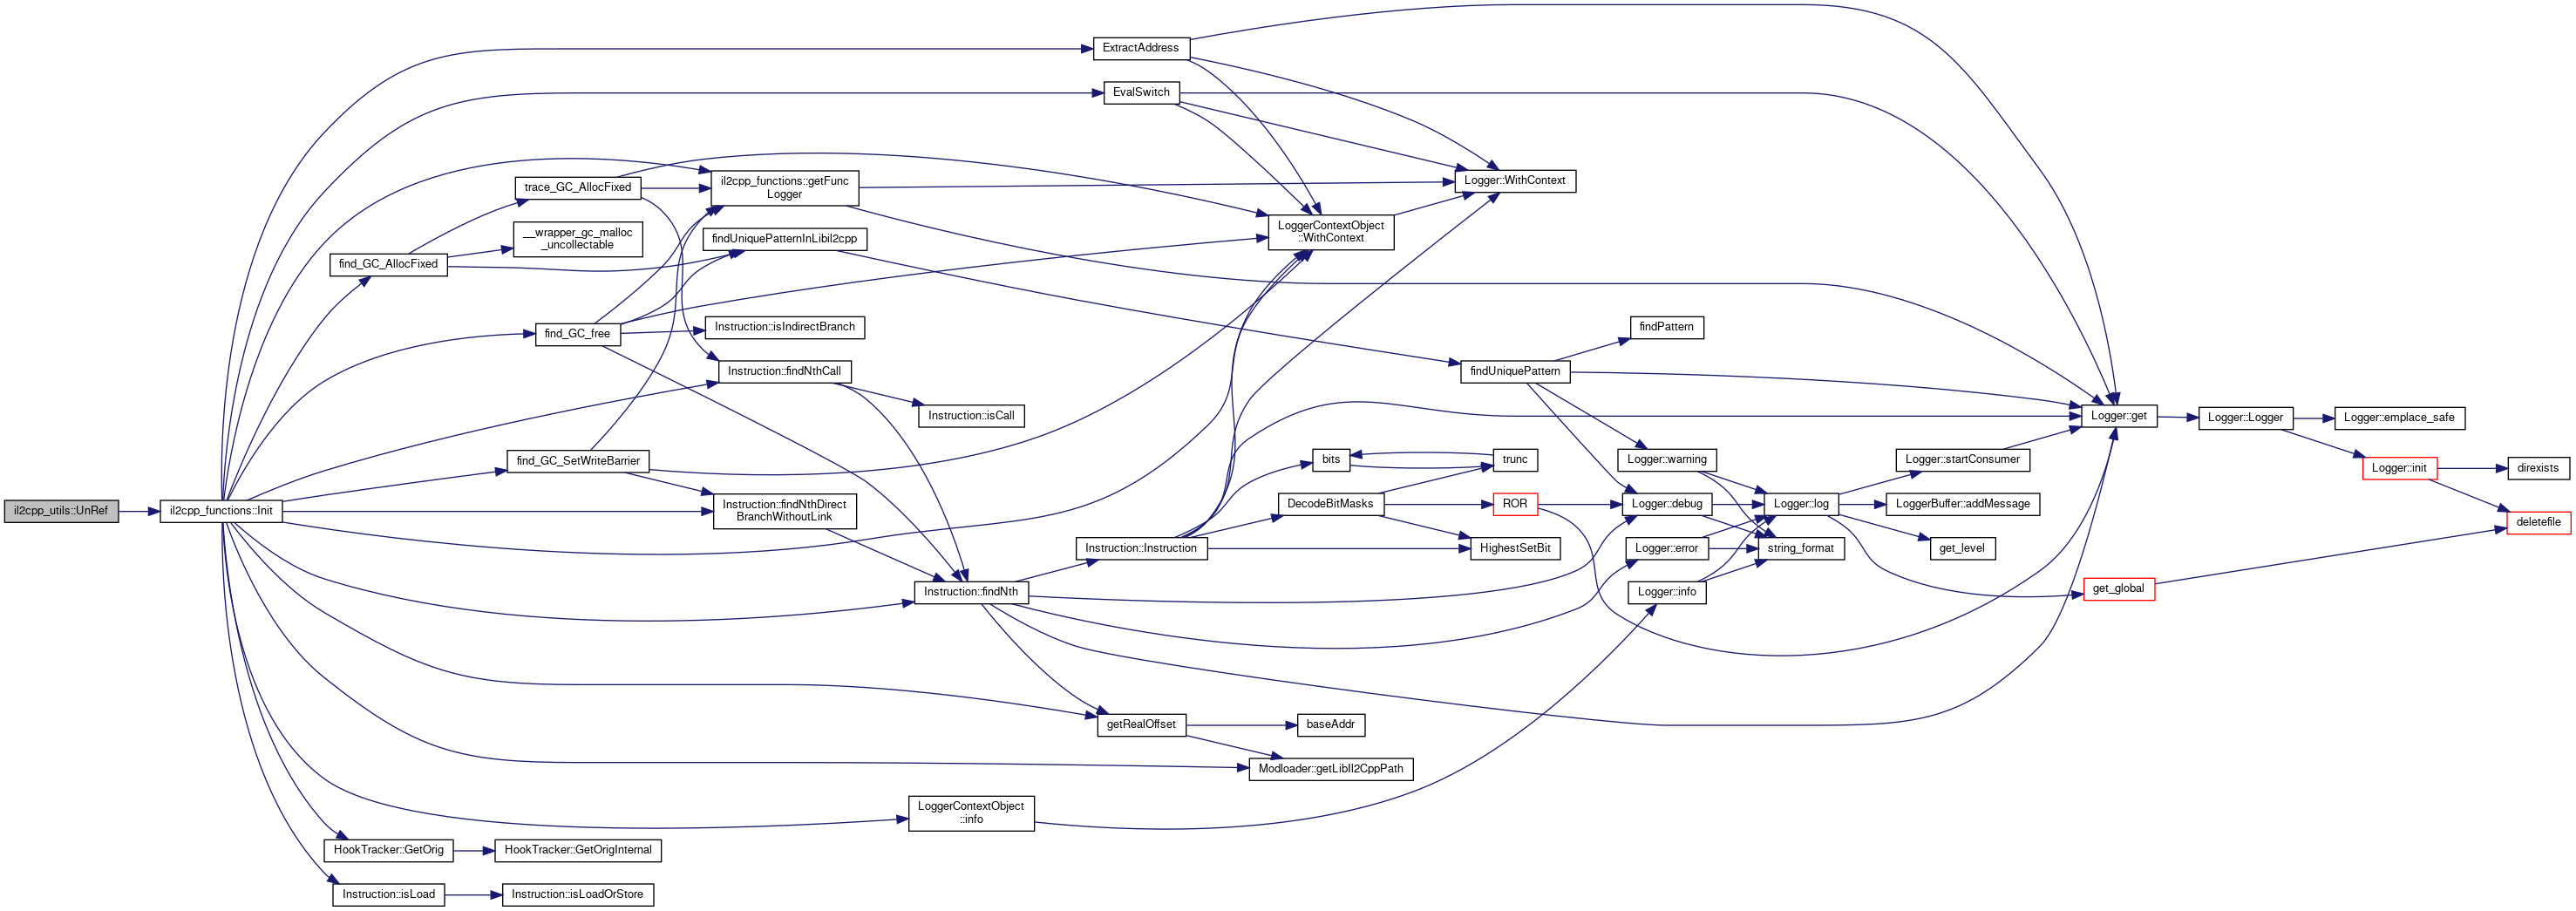 il2cpp_utils::UnRef
il2cpp_functions::Init
find_GC_AllocFixed
HookTracker::GetOrig
Instruction::isLoad
trace_GC_AllocFixed
__wrapper_gc_malloc
_uncollectable
find_GC_free
find_GC_SetWriteBarrier
HookTracker::GetOrigInternal
Instruction::isLoadOrStore
il2cpp_functions::getFunc
Logger
findUniquePatternInLibil2cpp
Instruction::isIndirectBranch
Instruction::findNthCall
Instruction::findNthDirect
BranchWithoutLink
Instruction::isCall
Instruction::findNth
LoggerContextObject
::info
ExtractAddress
EvalSwitch
Instruction::Instruction
getRealOffset
LoggerContextObject
::WithContext
bits
DecodeBitMasks
baseAddr
Modloader::getLibIl2CppPath
Logger::WithContext
findUniquePattern
trunc
ROR
HighestSetBit
findPattern
Logger::warning
Logger::debug
Logger::error
Logger::info
Logger::log
string_format
Logger::startConsumer
LoggerBuffer::addMessage
get_level
Logger::get
get_global
Logger::Logger
Logger::emplace_safe
Logger::init
direxists
deletefile